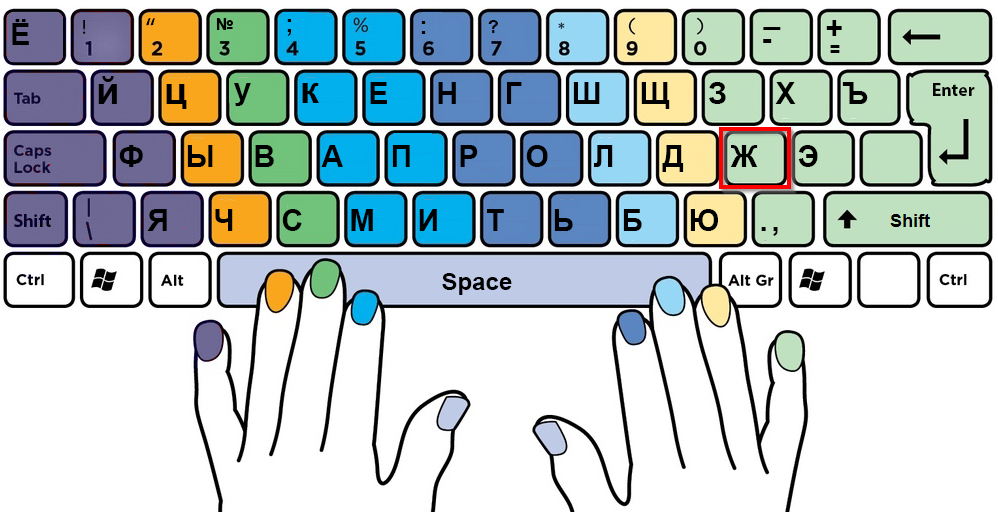 Ё ! 1 “ 2 № 3 ; 4 % 5 : 6 ? 7 * 8 ( 9 ) 0 — - + =
Tab Й Ц У К Е Н Г Ш Щ З Х Ъ Enter
Caps Lock Ф Ы В А П Р О Л Д Ж Э
Shift | \ Я Ч С М И Т Ь Б Ю . , Shift
Ctrl Alt Space Alt Gr Ctrl